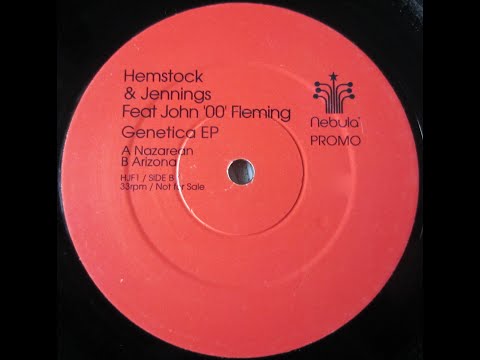 Hemstock
& Jennings
Feat John '00' Fleming
Genetica EP
A Nazarean
B Arizona
HJF1 / SIDE B
33rpm / Not for Sale
Nebula
PROMO